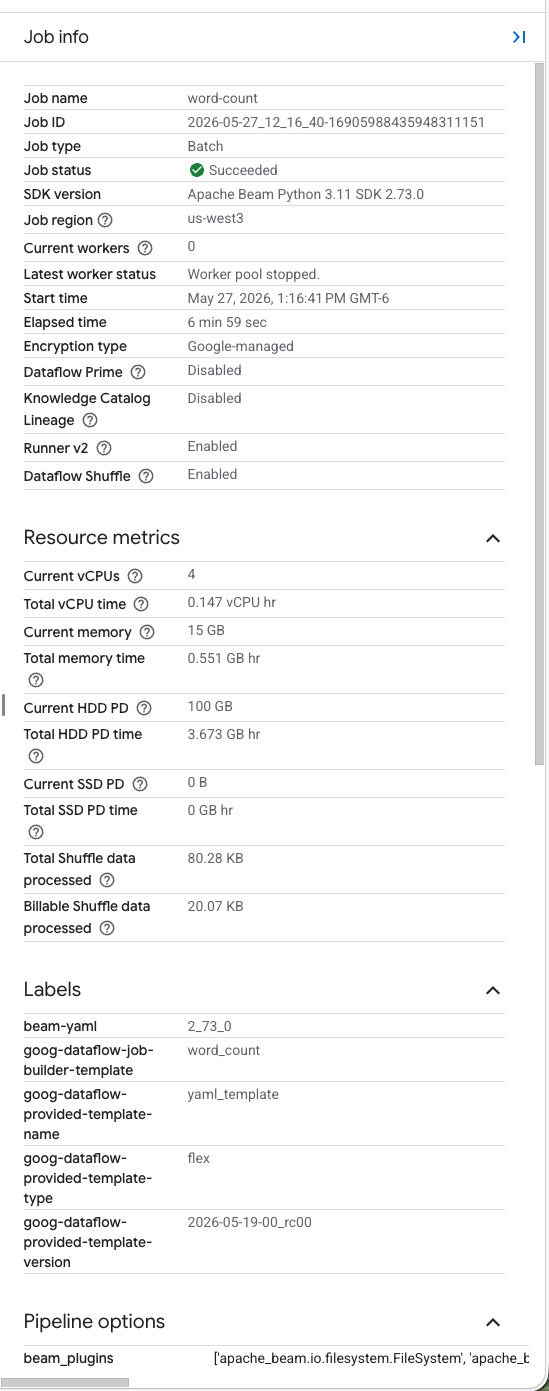 Job info
Job name word-count
Job ID 2026-05-27_12_16_40-16905988435948311151
Job type Batch
Job status Succeeded
SDK version Apache Beam Python 3.11 SDK 2.73.0
Job region us-west3
Current workers 0
Latest worker status Worker pool stopped.
Start time May 27, 2026, 1:16:41 PM GMT-6
Elapsed time 6 min 59 sec
Encryption type Google-managed
Dataflow Prime Disabled
Knowledge Catalog Disabled
Lineage
Runner v2 Enabled
Dataflow Shuffle Enabled
Resource metrics
Current vCPUs 4
Total vCPU time 0.147 vCPU hr
Current memory 15 GB
Total memory time 0.551 GB hr
Current HDD PD 100 GB
Total HDD PD time 3.673 GB hr
Current SSD PD 0 B
Total SSD PD time 0 GB hr
Total Shuffle data 80.28 KB
processed
Billable Shuffle data 20.07 KB
processed
Labels
beam-yaml 2_73_0
goog-dataflow-job- word_count
builder-template
goog-dataflow- yaml_template
provided-template-
name
goog-dataflow- flex
provided-template-
type
goog-dataflow- 2026-05-19-00_rc00
provided-template-
version
Pipeline options
beam_plugins ['apache_beam.io.filesystem.FileSystem', 'apache_b